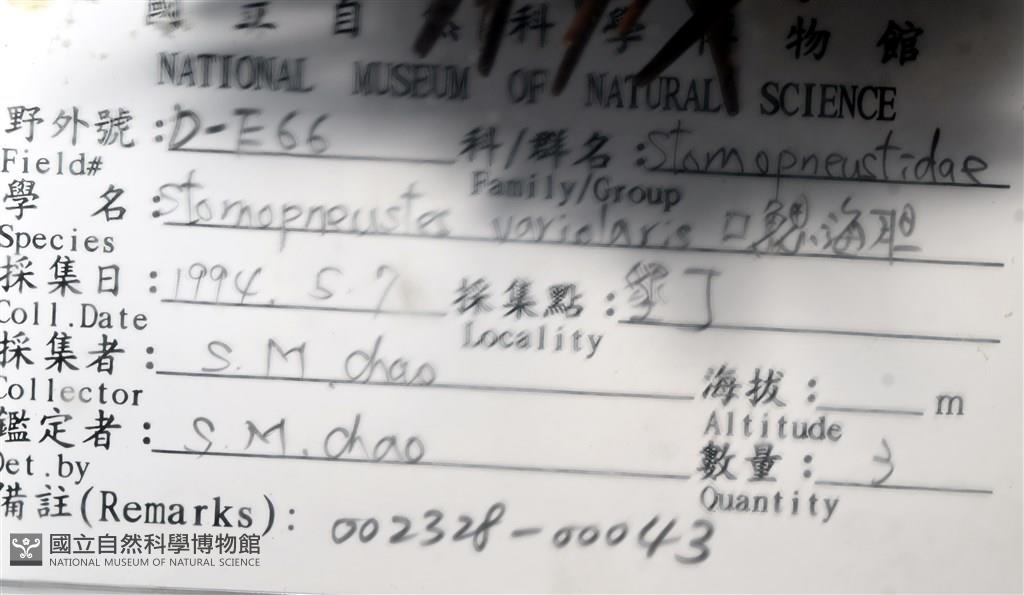 國立自然科學博物館
NATIONAL MUSEUM OF NATURAL SCIENCE
野外號:D-E66 科/群名:Stomopneustidae
Field# Family/Group
學 名:Stomopneustes variolaris 口鰓海胆
Species
採集日:1994. 5. 7 採集點:墾丁
Coll.Date Locality
採集者: S. M. chao 海拔: m
Collector Altitude
鑑定者: S. M. chao 數量: 3
Det.by Quantity
備註(Remarks): 002328-00043
國立自然科學博物館
NATIONAL MUSEUM OF NATURAL SCIENCE